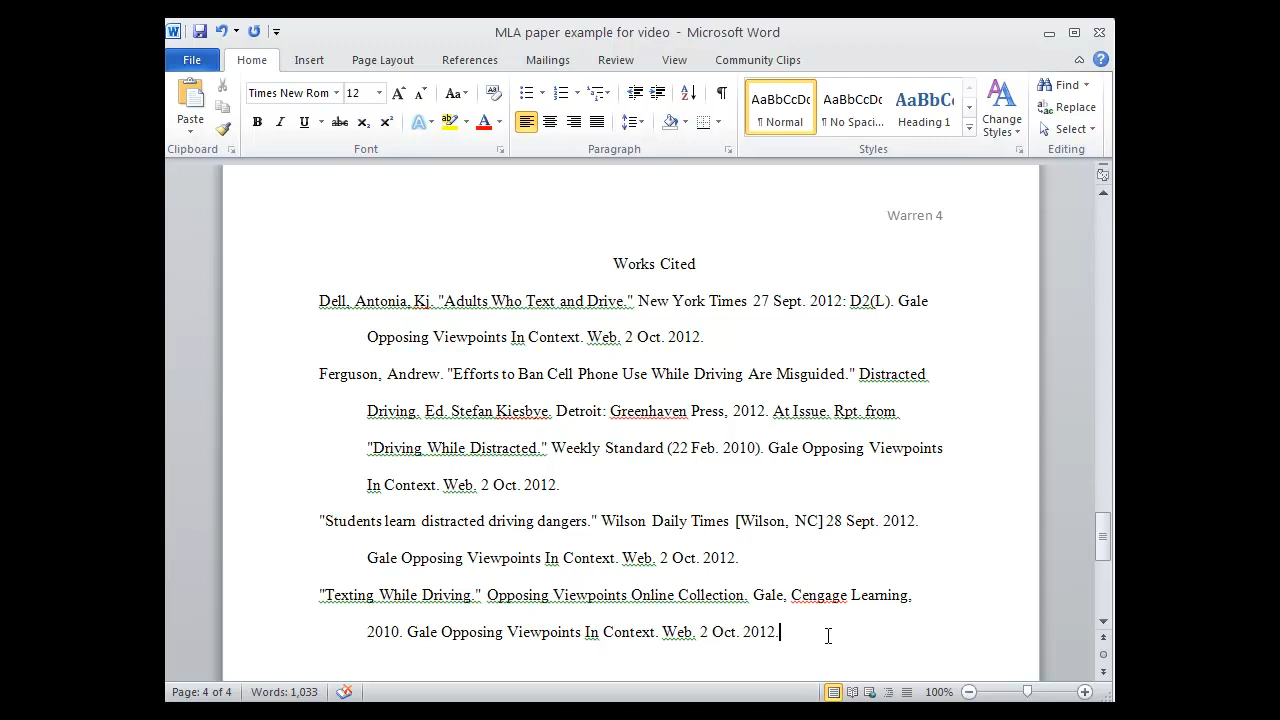 MLA paper example for video - Microsoft Word
File Home Insert Page Layout References Mailings Review View Community Clips
Times New Rom 12 Aa
AaBbCcDc AaBbCcDc AaBbC
Find
Replace
Select
Paste
B I U abc x₂ x² A ab A
¶ Normal ¶ No Spaci... Heading 1
Change
Styles
Clipboard Font Paragraph Styles Editing
Warren 4
Works Cited
Dell, Antonia, Kj. "Adults Who Text and Drive." New York Times 27 Sept. 2012: D2(L). Gale
Opposing Viewpoints In Context. Web. 2 Oct. 2012.
Ferguson, Andrew. "Efforts to Ban Cell Phone Use While Driving Are Misguided." Distracted
Driving. Ed. Stefan Kiesbye. Detroit: Greenhaven Press, 2012. At Issue. Rpt. from
"Driving While Distracted." Weekly Standard (22 Feb. 2010). Gale Opposing Viewpoints
In Context. Web. 2 Oct. 2012.
"Students learn distracted driving dangers." Wilson Daily Times [Wilson, NC] 28 Sept. 2012.
Gale Opposing Viewpoints In Context. Web. 2 Oct. 2012.
"Texting While Driving." Opposing Viewpoints Online Collection. Gale, Cengage Learning,
2010. Gale Opposing Viewpoints In Context. Web. 2 Oct. 2012.
Page: 4 of 4 Words: 1,033 100%